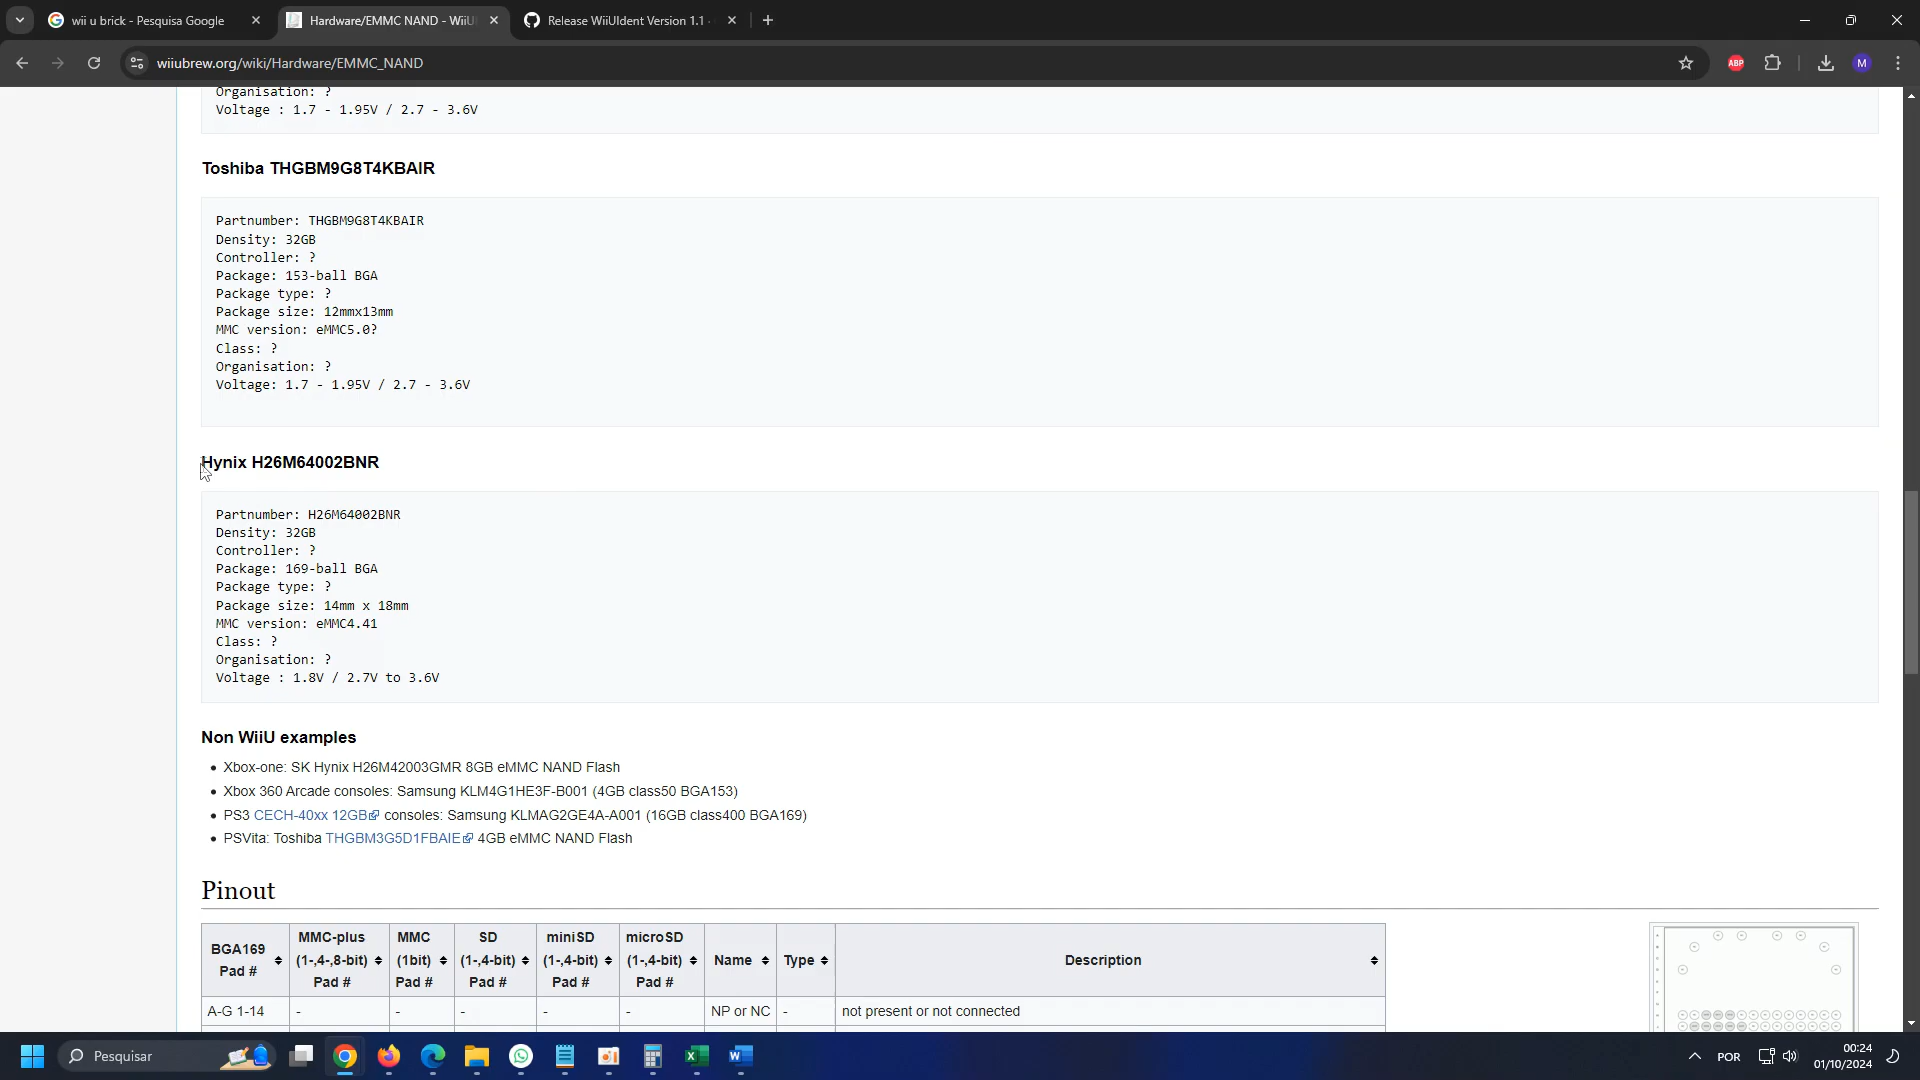 wii u brick - Pesquisa Google
Hardware/EMMC NAND - WiiU
Release WiiUIdent Version 1.1 ·
wiiubrew.org/wiki/Hardware/EMMC_NAND
ABP
M
Organisation: ?
Voltage : 1.7 - 1.95V / 2.7 - 3.6V
Toshiba THGBM9G8T4KBAIR
Partnumber: THGBM9G8T4KBAIR
Density: 32GB
Controller: ?
Package: 153-ball BGA
Package type: ?
Package size: 12mmx13mm
MMC version: eMMC5.0?
Class: ?
Organisation: ?
Voltage: 1.7 - 1.95V / 2.7 - 3.6V
Hynix H26M64002BNR
Partnumber: H26M64002BNR
Density: 32GB
Controller: ?
Package: 169-ball BGA
Package type: ?
Package size: 14mm x 18mm
MMC version: eMMC4.41
Class: ?
Organisation: ?
Voltage : 1.8V / 2.7V to 3.6V
Non WiiU examples
• Xbox-one: SK Hynix H26M42003GMR 8GB eMMC NAND Flash
• Xbox 360 Arcade consoles: Samsung KLM4G1HE3F-B001 (4GB class50 BGA153)
• PS3 CECH-40xx 12GB consoles: Samsung KLMAG2GE4A-A001 (16GB class400 BGA169)
• PSVita: Toshiba THGBM3G5D1FBAIE 4GB eMMC NAND Flash
Pinout
BGA169 Pad # MMC-plus (1-,4-,8-bit) Pad # MMC (1bit) Pad # SD (1-,4-bit) Pad # miniSD (1-,4-bit) Pad # microSD (1-,4-bit) Pad # Name Type Description
A-G 1-14 - - - - - NP or NC - not present or not connected
Pesquisar
POR
00:24
01/10/2024